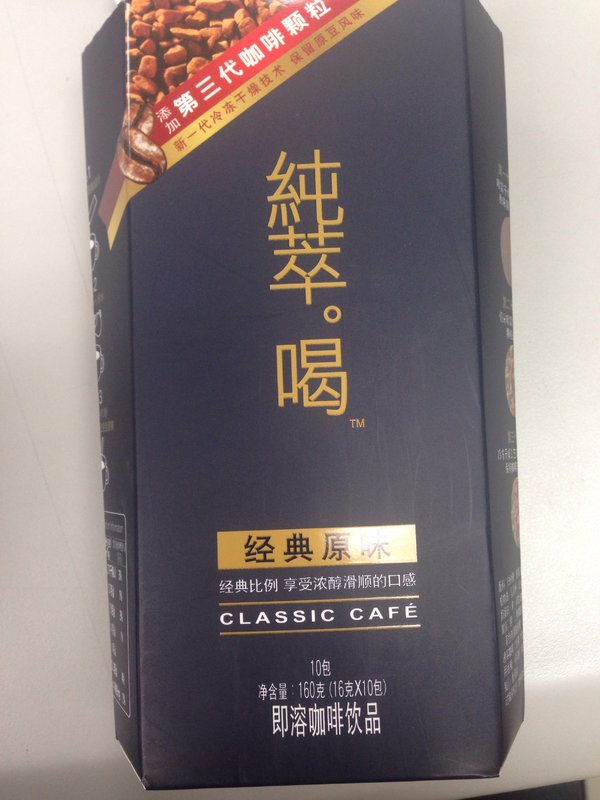 添加 第三代咖啡颗粒
新一代冷冻干燥技术 保留原豆风味
純萃。喝
TM
经典原味
经典比例 享受浓醇滑顺的口感
CLASSIC CAFÉ
10包
净含量:160克(16克X10包)
即溶咖啡饮品